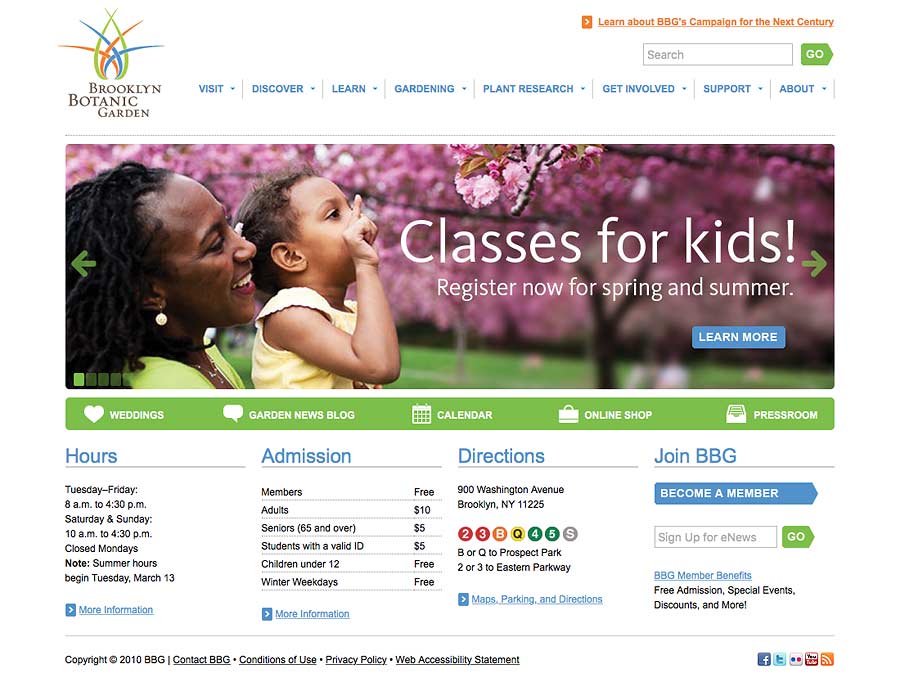 Learn about BBG's Campaign for the Next Century
Search
GO
BROOKLYN
BOTANIC
GARDEN
VISIT
DISCOVER
LEARN
GARDENING
PLANT RESEARCH
GET INVOLVED
SUPPORT
ABOUT
Classes for kids!
Register now for spring and summer.
LEARN MORE
WEDDINGS
GARDEN NEWS BLOG
CALENDAR
ONLINE SHOP
PRESSROOM
Hours
Tuesday–Friday:
8 a.m. to 4:30 p.m.
Saturday & Sunday:
10 a.m. to 4:30 p.m.
Closed Mondays
Note: Summer hours
begin Tuesday, March 13
More Information
Admission
Members Free
Adults $10
Seniors (65 and over) $5
Students with a valid ID $5
Children under 12 Free
Winter Weekdays Free
More Information
Directions
900 Washington Avenue
Brooklyn, NY 11225
2 3 B Q 4 5 S
B or Q to Prospect Park
2 or 3 to Eastern Parkway
Maps, Parking, and Directions
Join BBG
BECOME A MEMBER
Sign Up for eNews
GO
BBG Member Benefits
Free Admission, Special Events,
Discounts, and More!
Copyright © 2010 BBG | Contact BBG • Conditions of Use • Privacy Policy • Web Accessibility Statement
You Tube